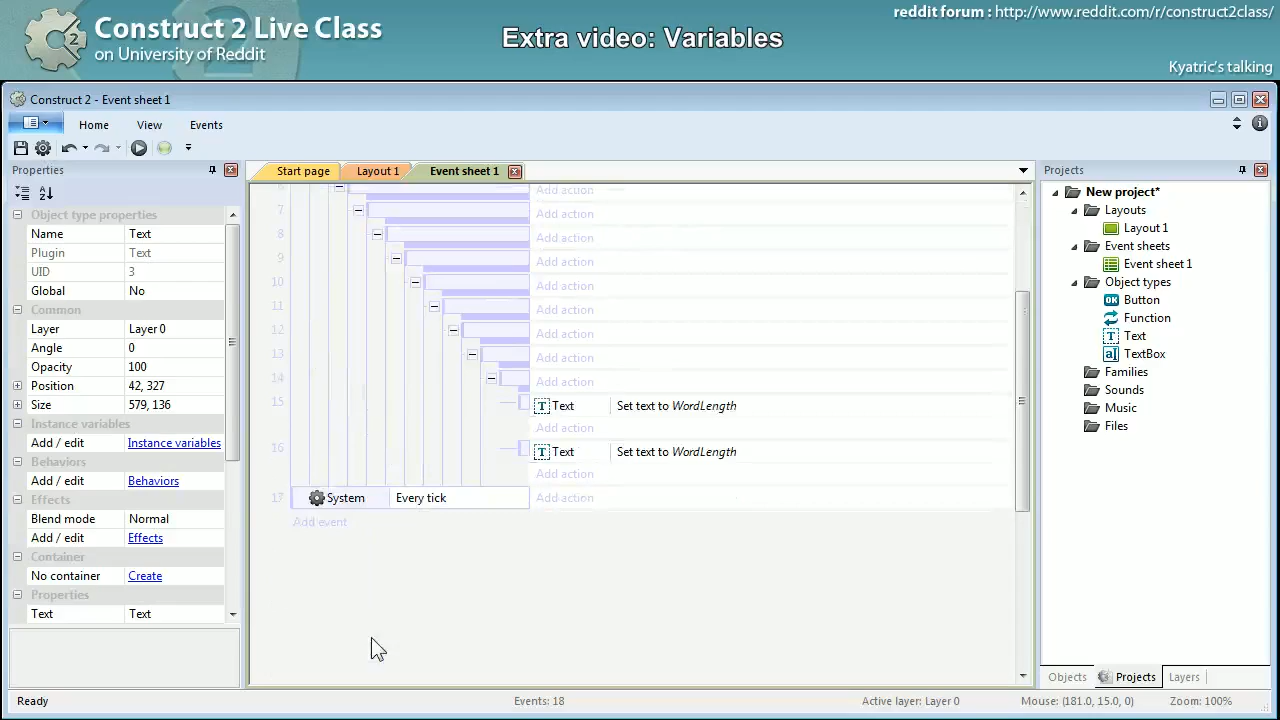 Construct 2 Live Class
on University of Reddit
Extra video: Variables
reddit forum : http://www.reddit.com/r/construct2class/
Kyatric's talking
Construct 2 - Event sheet 1
Home View Events
Properties
Object type properties
Name Text
Plugin Text
UID 3
Global No
Common
Layer Layer 0
Angle 0
Opacity 100
Position 42, 327
Size 579, 136
Instance variables
Add / edit Instance variables
Behaviors
Add / edit Behaviors
Effects
Blend mode Normal
Add / edit Effects
Container
No container Create
Properties
Text Text
Start page Layout 1 Event sheet 1
Add action
7 Add action
8 Add action
9 Add action
10 Add action
11 Add action
12 Add action
13 Add action
14 Add action
15 T Text Set text to WordLength
Add action
16 T Text Set text to WordLength
Add action
17 System Every tick Add action
Add event
Projects
New project*
Layouts
Layout 1
Event sheets
Event sheet 1
Object types
OK Button
Function
T Text
a TextBox
Families
Sounds
Music
Files
Objects Projects Layers
Ready Events: 18 Active layer: Layer 0 Mouse: (181.0, 15.0, 0) Zoom: 100%